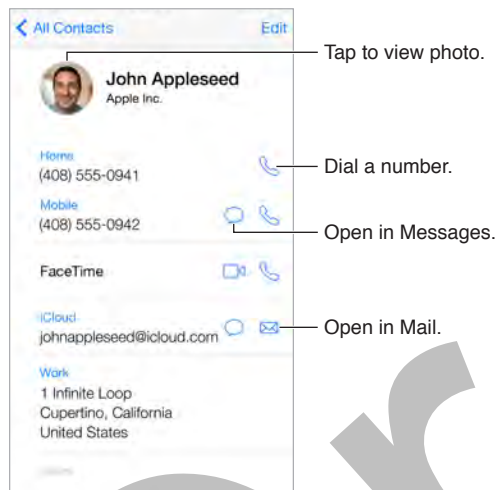 All Contacts Edit
Tap to view photo.
John Appleseed
Apple Inc.
Home
(408) 555-0941
Dial a number.
Mobile
(408) 555-0942
Open in Messages.
FaceTime
iCloud
johnappleseed@icloud.com
Open in Mail.
Work
1 Infinite Loop
Cupertino, California
United States